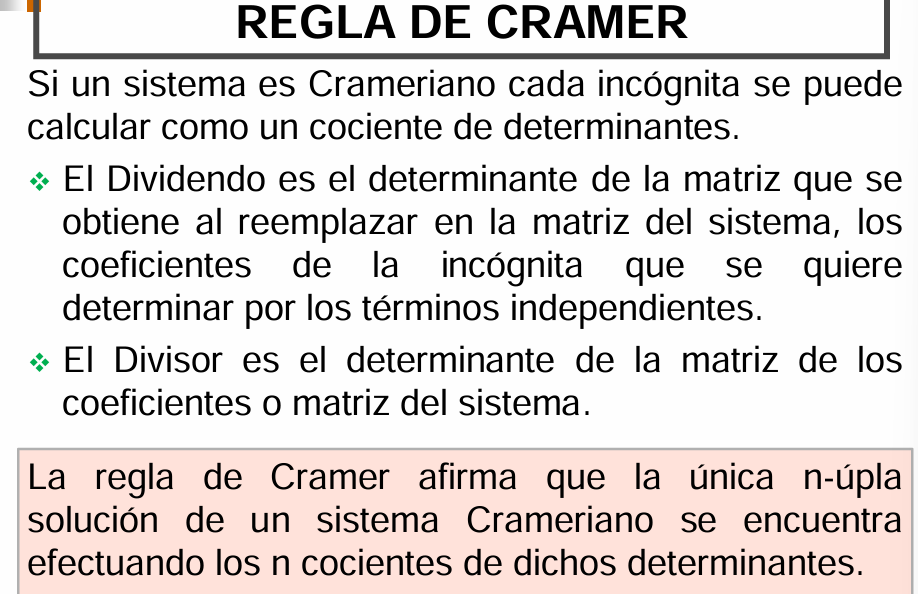 REGLA DE CRAMER
Si un sistema es Crameriano cada incógnita se puede
calcular como un cociente de determinantes.
El Dividendo es el determinante de la matriz que se
obtiene al reemplazar en la matriz del sistema, los
coeficientes de la incógnita que se quiere
determinar por los términos independientes.
El Divisor es el determinante de la matriz de los
coeficientes o matriz del sistema.
La regla de Cramer afirma que la única n-úpla
solución de un sistema Crameriano se encuentra
efectuando los n cocientes de dichos determinantes.